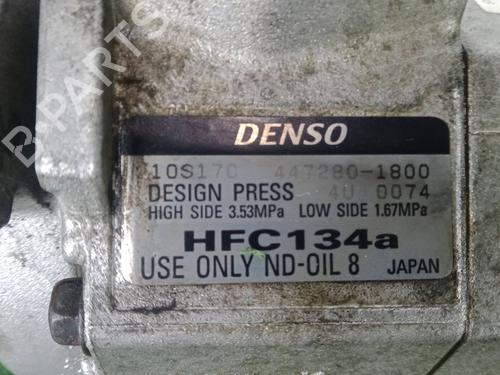 DENSO
10S17C 447280-1800
DESIGN PRESS 4U 0074
HIGH SIDE 3.53MPa LOW SIDE 1.67MPa
HFC134a
USE ONLY ND-OIL 8 JAPAN